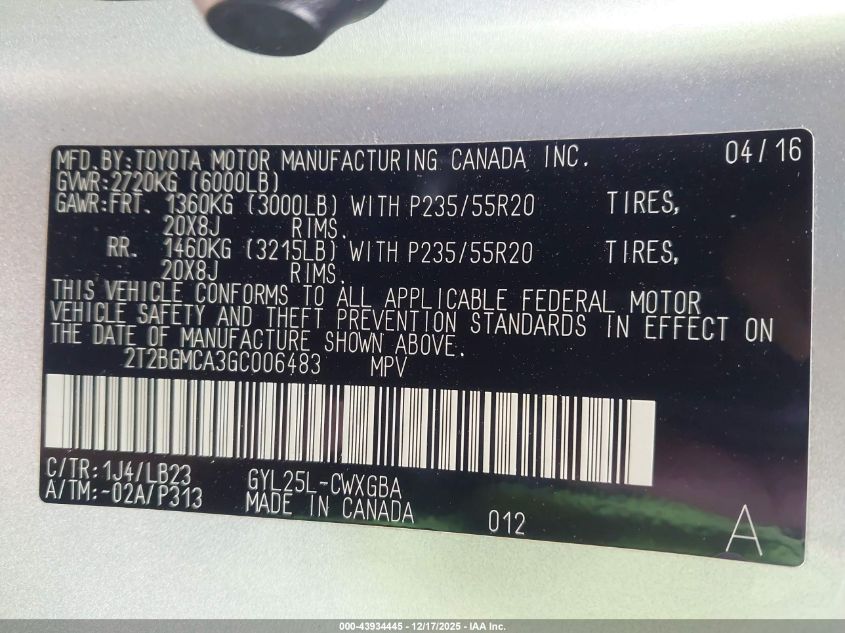 MFD.BY:TOYOTA MOTOR MANUFACTURING CANADA INC. 04/16
GVWR:2720KG (6000LB)
GAWR:FRT. 1360KG (3000LB) WITH P235/55R20 TIRES,
20X8J RIMS.
RR. 1460KG (3215LB) WITH P235/55R20 TIRES,
20X8J RIMS.
THIS VEHICLE CONFORMS TO ALL APPLICABLE FEDERAL MOTOR
VEHICLE SAFETY AND THEFT PREVENTION STANDARDS IN EFFECT ON
THE DATE OF MANUFACTURE SHOWN ABOVE.
2T2BGMCA3GC006483 MPV
C/TR:1J4/LB23 GYL25L-CWXGBA
A/TM:-02A/P313 MADE IN CANADA 012 A
000-43934445 - 12/17/2025 - IAA Inc.